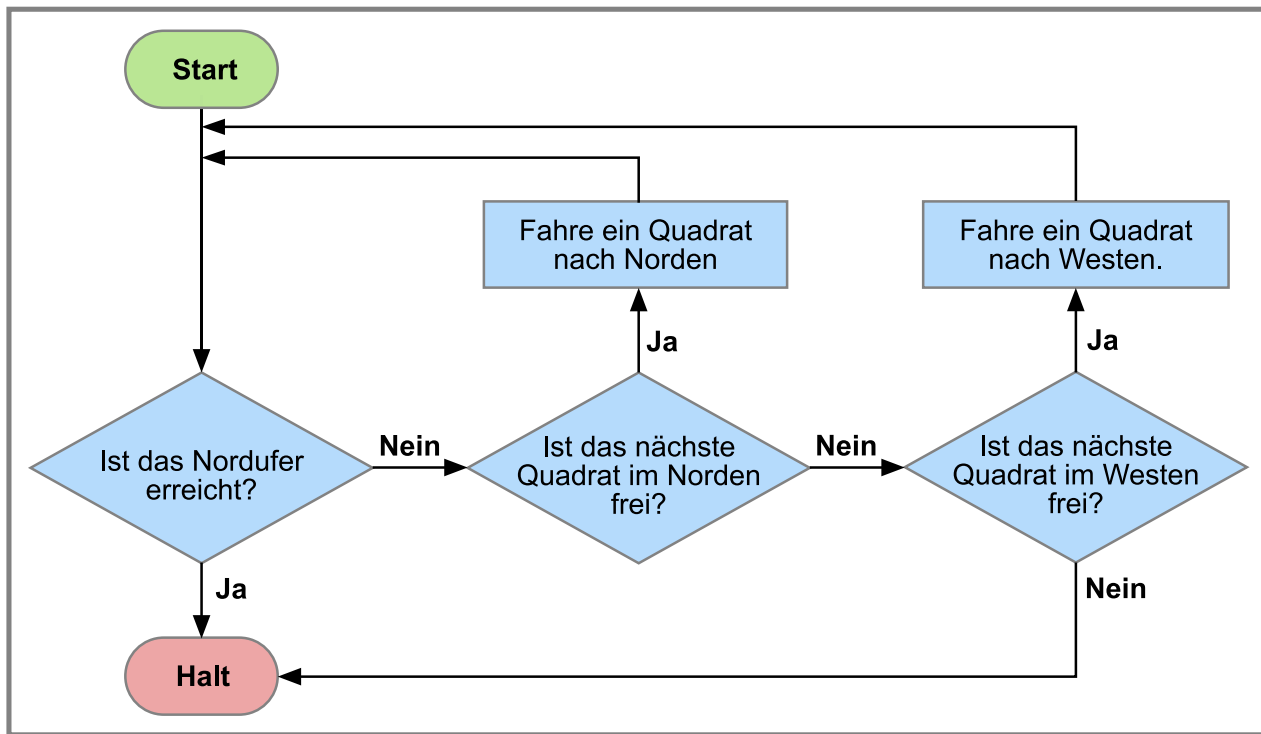 Start
Fahre ein Quadrat
nach Norden
Fahre ein Quadrat
nach Westen.
Ja
Ja
Ist das Nordufer
erreicht?
Nein
Ist das nächste
Quadrat im Norden
frei?
Nein
Ist das nächste
Quadrat im Westen
frei?
Ja
Nein
Halt